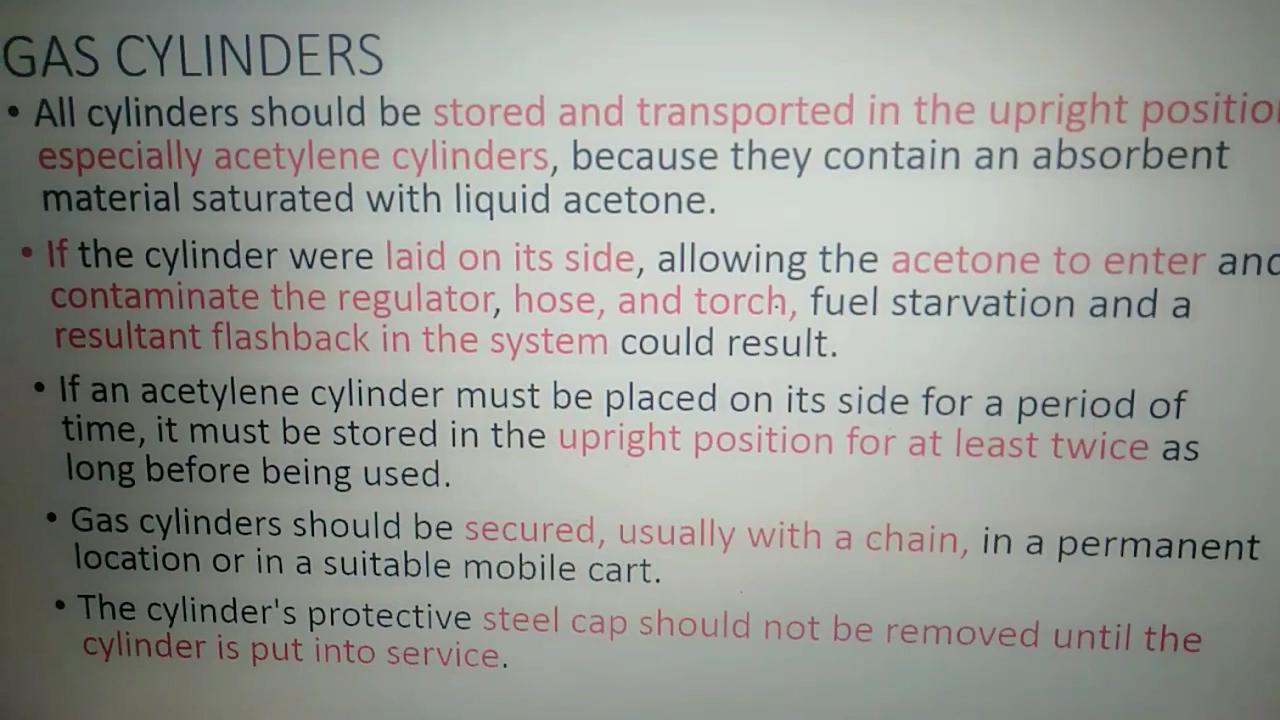 GAS CYLINDERS
• All cylinders should be stored and transported in the upright positio
especially acetylene cylinders, because they contain an absorbent
material saturated with liquid acetone.
• If the cylinder were laid on its side, allowing the acetone to enter and
contaminate the regulator, hose, and torch, fuel starvation and a
resultant flashback in the system could result.
• If an acetylene cylinder must be placed on its side for a period of
time, it must be stored in the upright position for at least twice as
long before being used.
• Gas cylinders should be secured, usually with a chain, in a permanent
location or in a suitable mobile cart.
• The cylinder's protective steel cap should not be removed until the
cylinder is put into service.